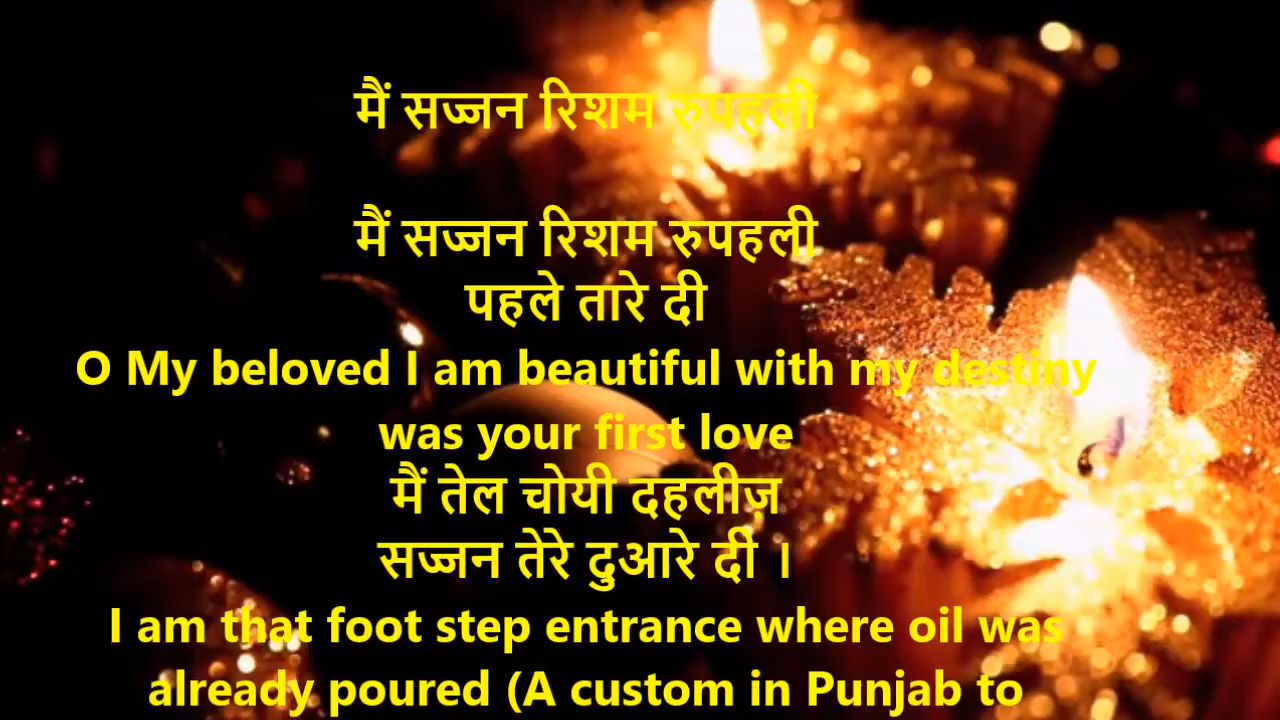 मैं सज्जन रिशम रुपहली
मैं सज्जन रिशम रुपहली
पहले तारे दी
O My beloved I am beautiful with my destiny
was your first love
मैं तेल चोयी दहलीज
सज्जन तेरे दुआरे दी ।
I am that foot step entrance where oil was
already poured (A custom in Punjab to